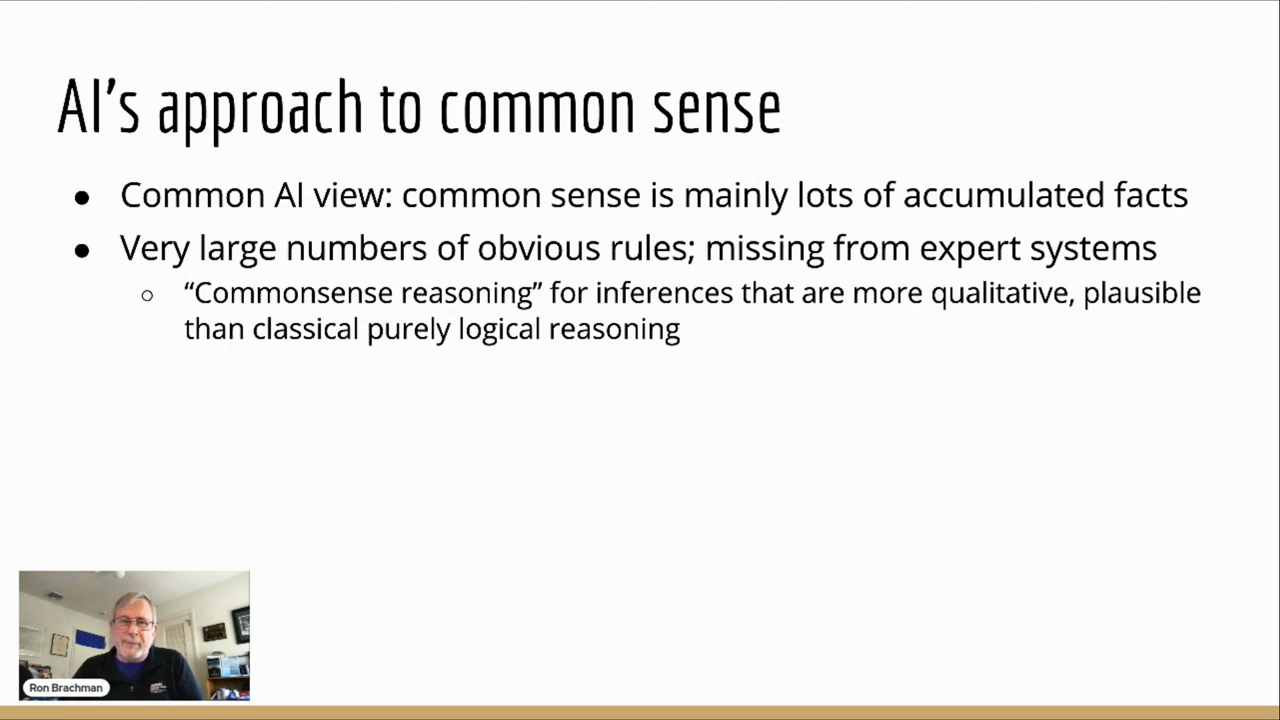 AI’s approach to common sense
● Common AI view: common sense is mainly lots of accumulated facts
● Very large numbers of obvious rules; missing from expert systems
○ “Commonsense reasoning” for inferences that are more qualitative, plausible
than classical purely logical reasoning
Ron Brachman